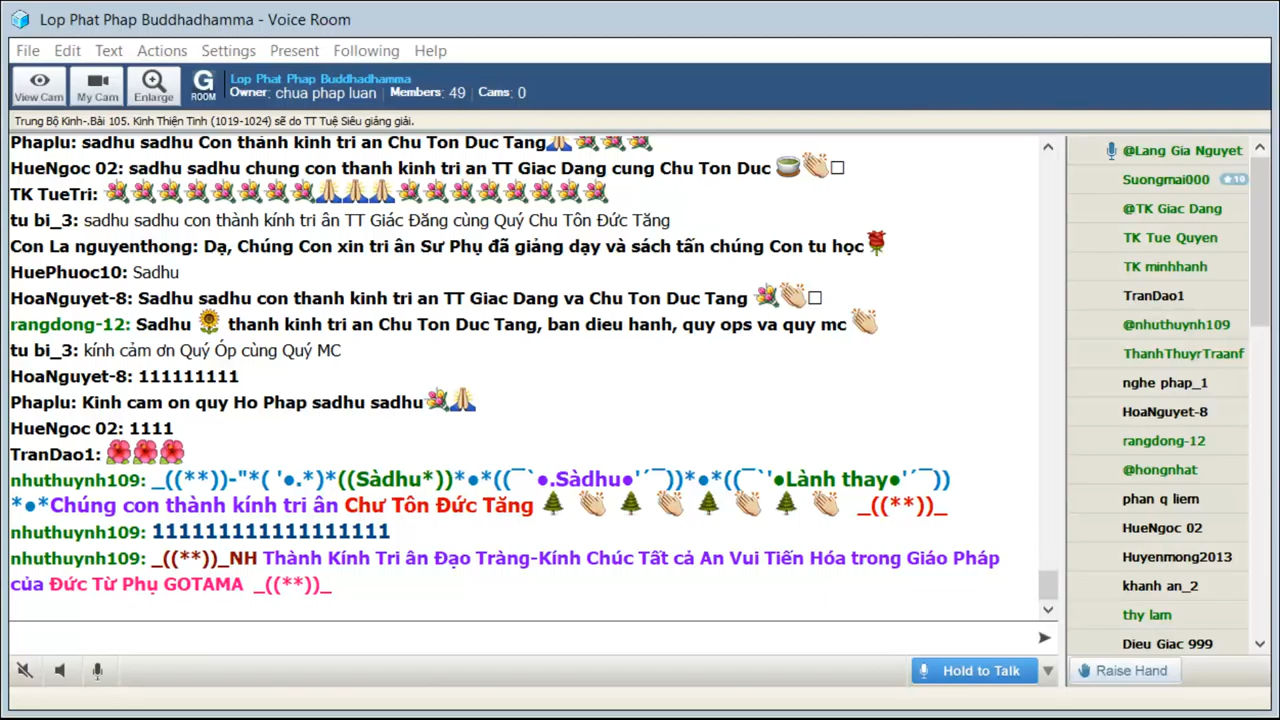 Lop Phat Phap Buddhadhamma - Voice Room
File Edit Text Actions Settings Present Following Help
View Cam
My Cam
Enlarge
G ROOM
Lop Phat Phap Buddhadhamma
Owner: chua phap luan | Members: 49 | Cams: 0
Trung Bộ Kinh-.Bài 105. Kinh Thiện Tinh (1019-1024) sẽ do TT Tuệ Siêu giảng giải.
Phaplu: sadhu sadhu Con thành kính tri an Chu Ton Duc Tang🙏💐💐💐
HueNgoc 02: sadhu sadhu chung con thanh kinh tri an TT Giac Dang cung Chu Ton Duc 🍵👏□
TK TueTri: 💐💐💐💐💐💐💐💐🙏🙏🙏💐💐💐💐💐💐💐💐
tu bi_3: sadhu sadhu con thành kính tri ân TT Giác Đăng cùng Quý Chu Tôn Đức Tăng
Con La nguyenthong: Dạ, Chúng Con xin tri ân Sư Phụ đã giảng dạy và sách tấn chúng Con tu học🌹
HuePhuoc10: Sadhu
HoaNguyet-8: Sadhu sadhu con thanh kinh tri an TT Giac Dang va Chu Ton Duc Tang 💐👏□
rangdong-12: Sadhu 🌻 thanh kinh tri an Chu Ton Duc Tang, ban dieu hanh, quy ops va quy mc 👏
tu bi_3: kính cảm ơn Quý Óp cùng Quý MC
HoaNguyet-8: 111111111
Phaplu: Kinh cam on quy Ho Phap sadhu sadhu💐🙏
HueNgoc 02: 1111
TranDao1: 🌺🌺🌺
nhuthuynh109: _((**))-"*( '●.*)*((Sàdhu*))*●*((¯`●.Sàdhu●'´¯))*●*((¯`'●Lành thay●'´¯))
*●*Chúng con thành kính tri ân Chư Tôn Đức Tăng 🌲 👏 🌲 👏 🌲 👏 🌲 👏 _((**))_
nhuthuynh109: 111111111111111111
nhuthuynh109: _((**))_NH Thành Kính Tri ân Đạo Tràng-Kính Chúc Tất cả An Vui Tiến Hóa trong Giáo Pháp
của Đức Từ Phụ GOTAMA _((**))_
@Lang Gia Nguyet
Suongmai000 ★10
@TK Giac Dang
TK Tue Quyen
TK minhhanh
TranDao1
@nhuthuynh109
ThanhThuyrTraanf
nghe phap_1
HoaNguyet-8
rangdong-12
@hongnhat
phan q liem
HueNgoc 02
Huyenmong2013
khanh an_2
thy lam
Dieu Giac 999
Hold to Talk
Raise Hand